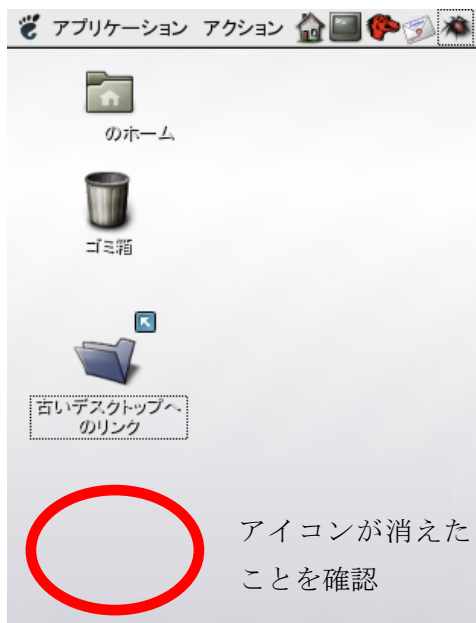 アプリケーション アクション
のホーム
ゴミ箱
古いデスクトップへ
のリンク
アイコンが消えた
ことを確認